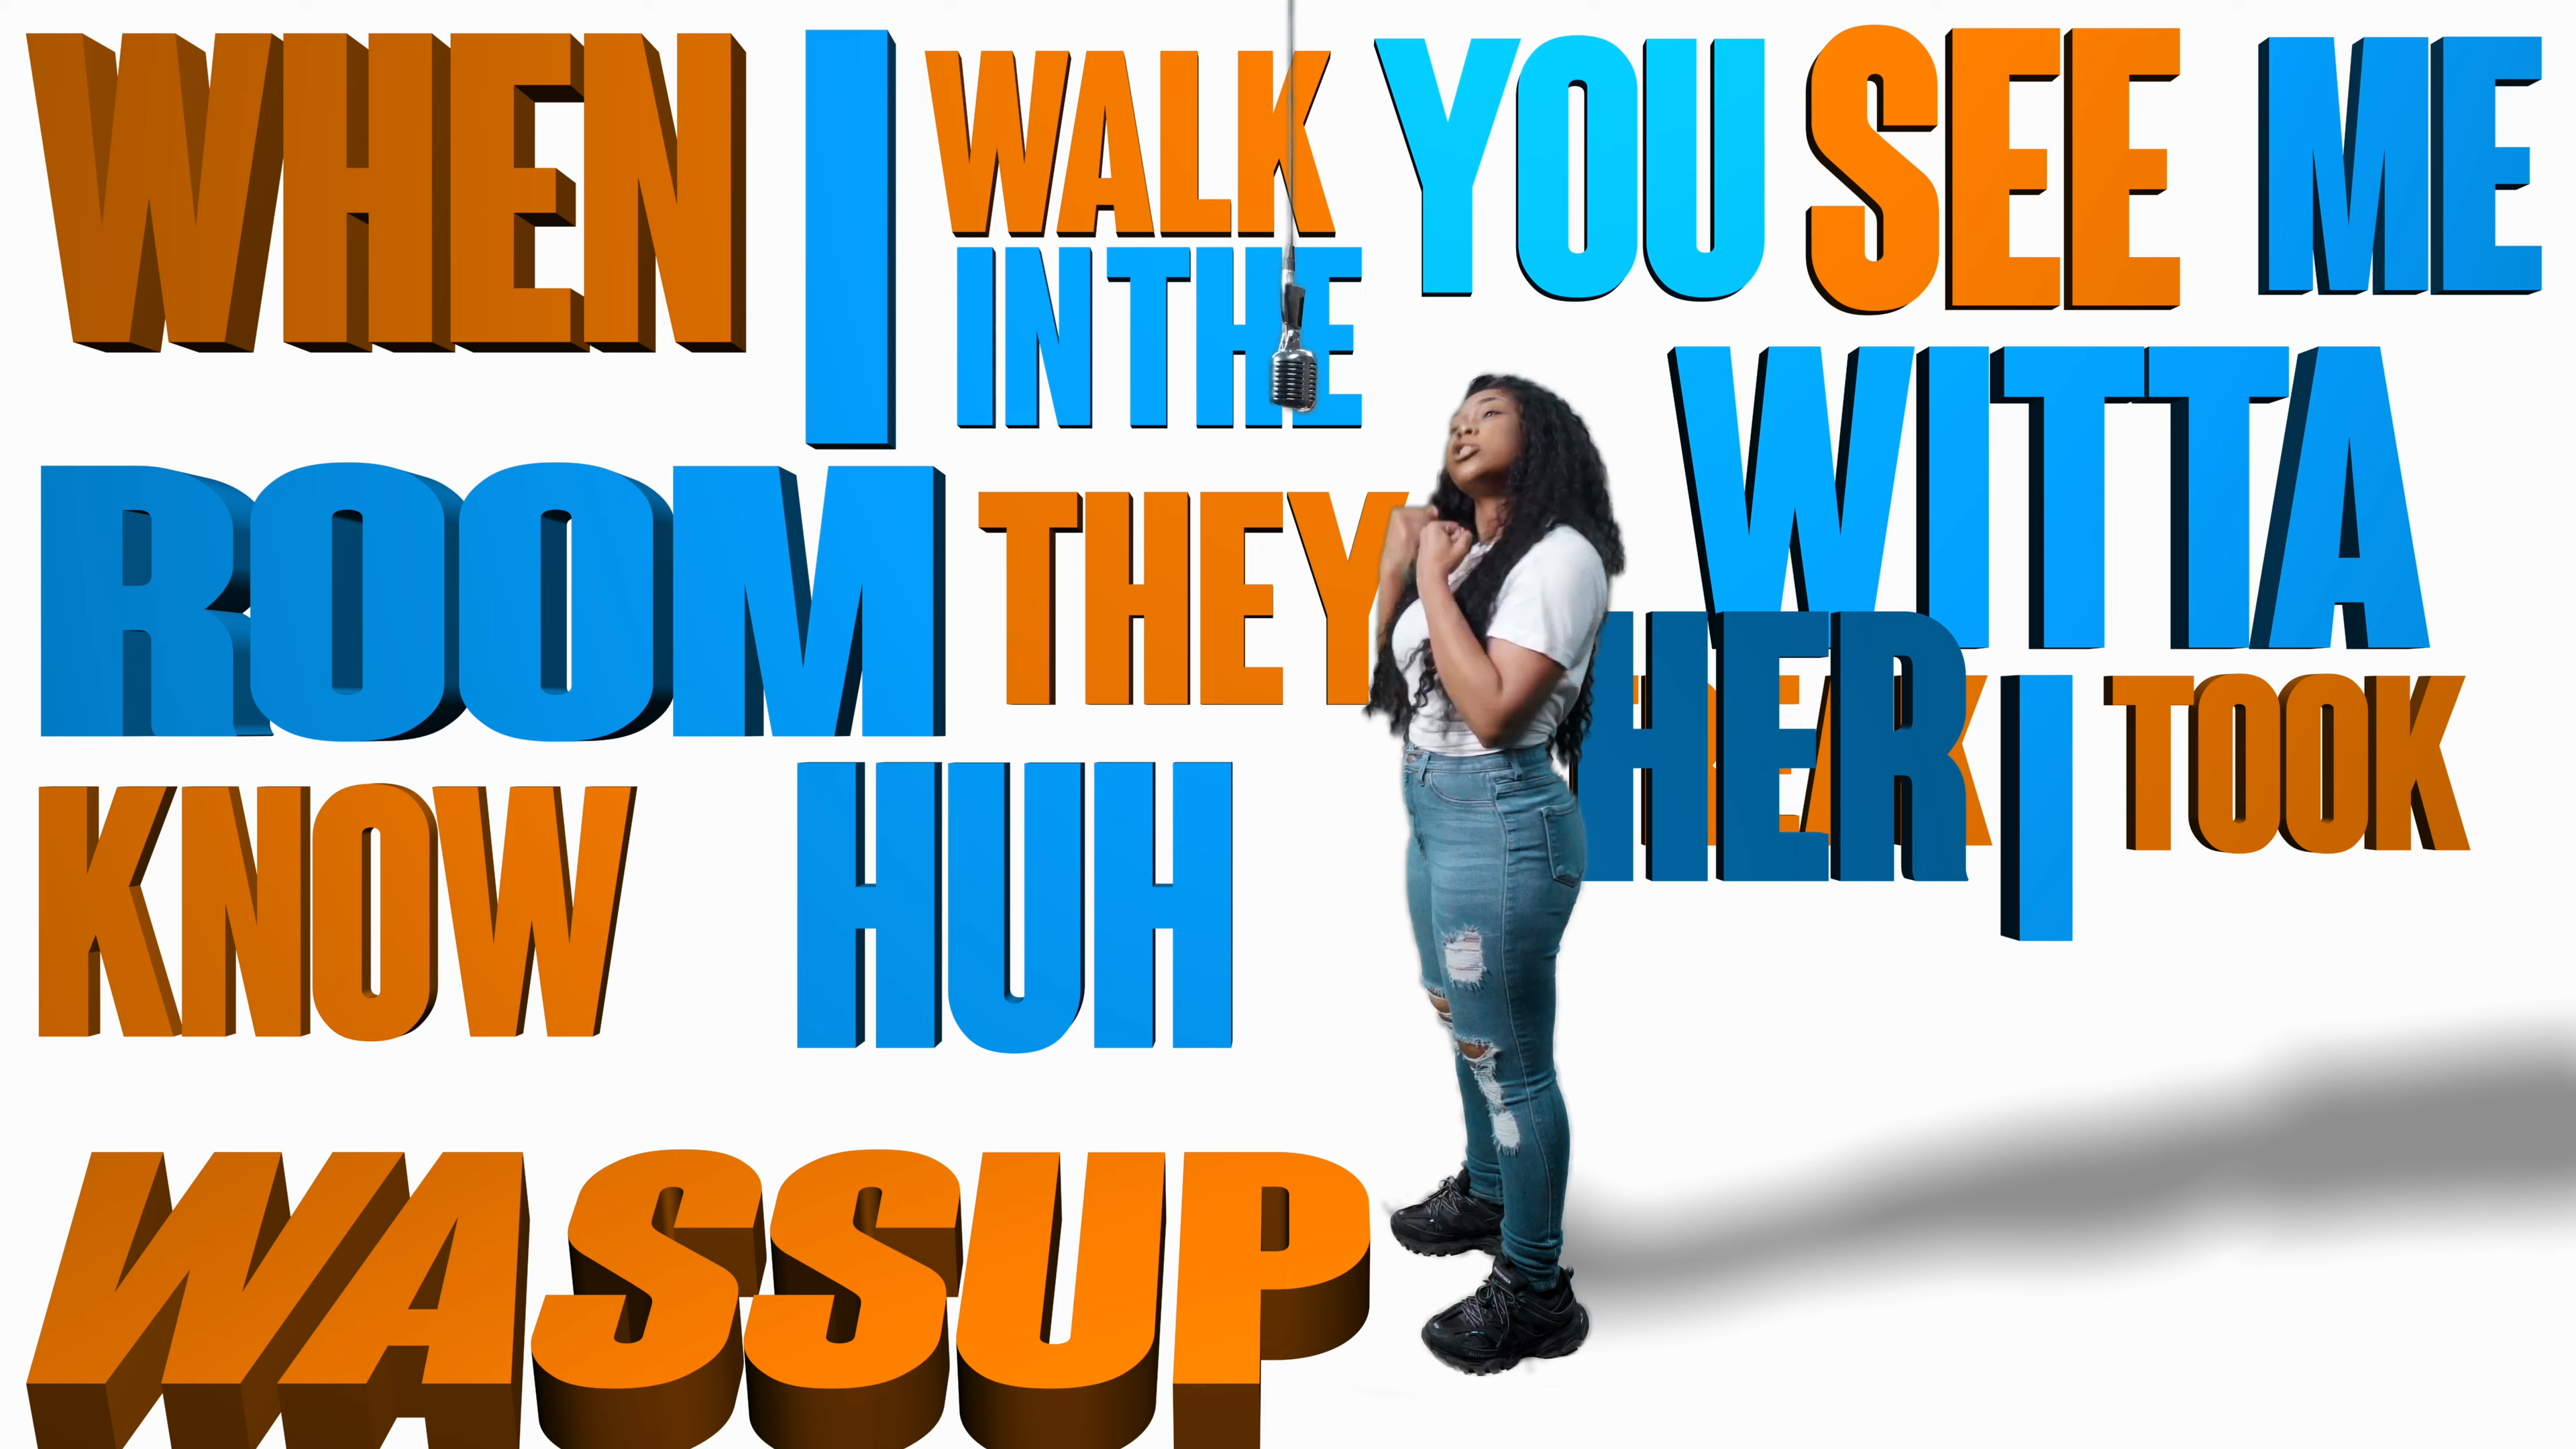 WHEN I WALK
IN THE
ROOM THEY
KNOW HUH
WASSUP
YOU SEE ME
WITTA
HER
I TOOK